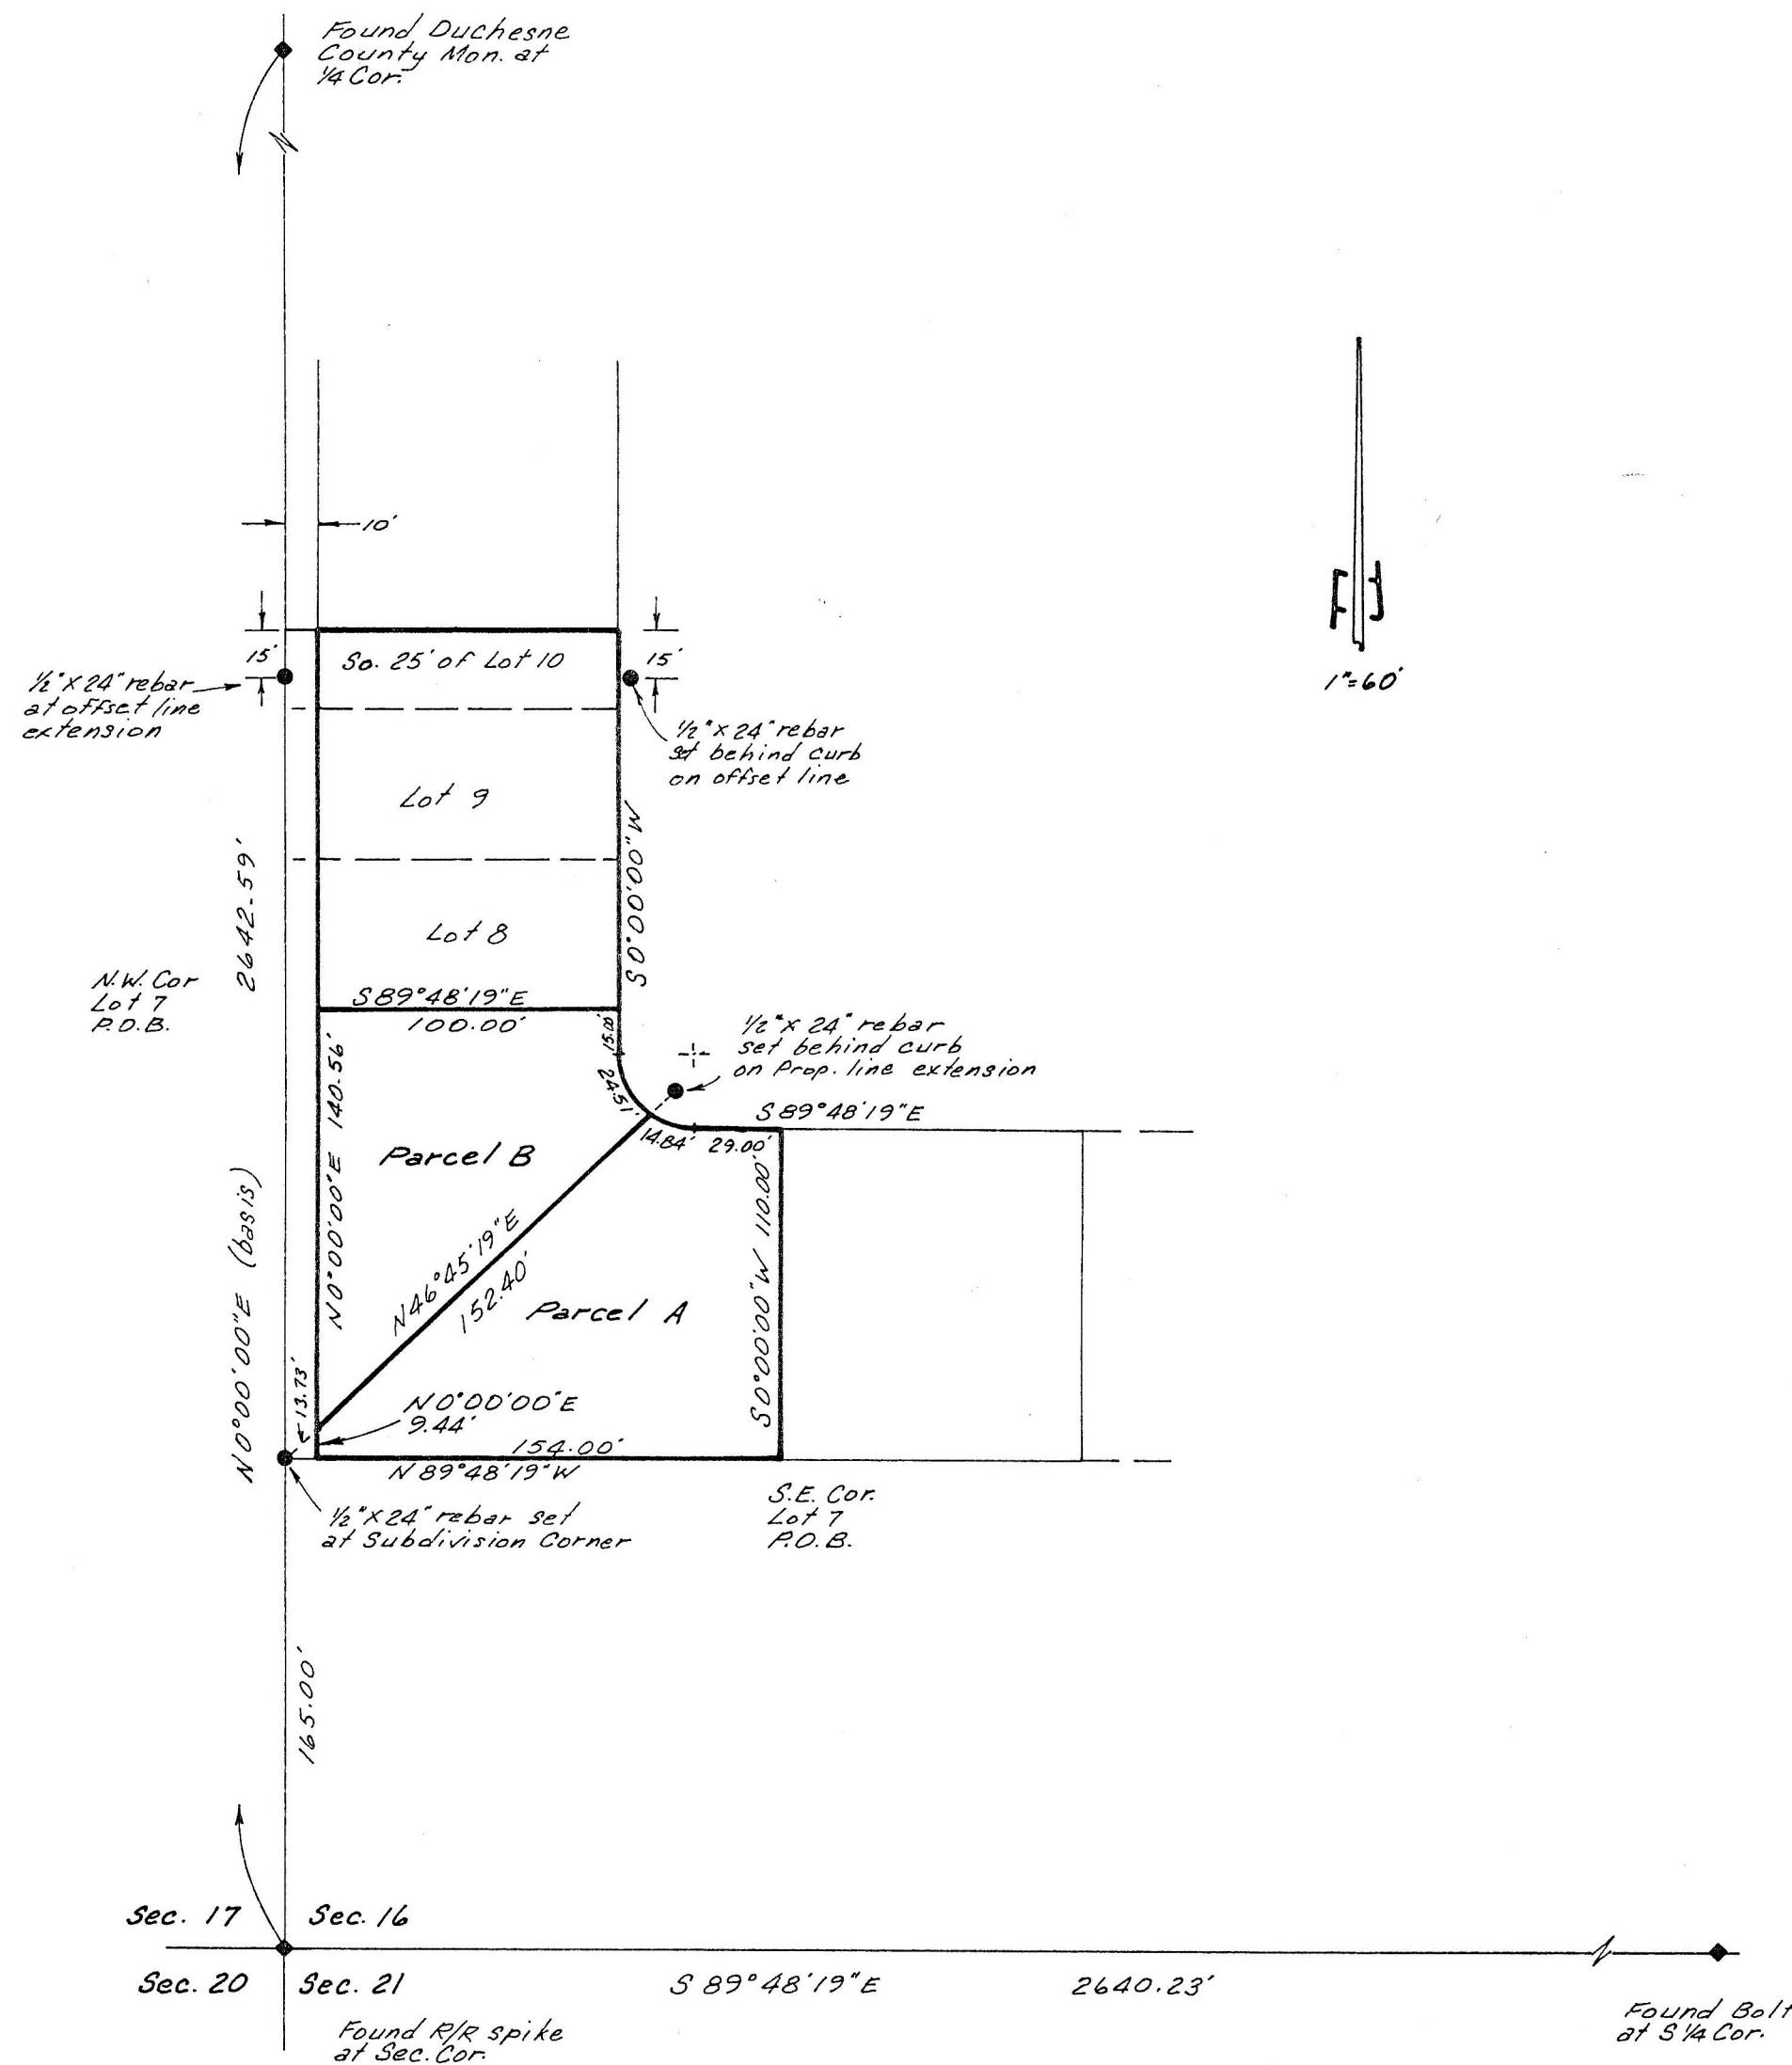 Found Duchesne
County Mon. at
1/4 Cor.
10'
15'
So. 25' of Lot 10
15'
1/2" x 24" rebar
at offset line
extension
1/2" x 24" rebar
set behind curb
on offset line
1"=60'
Lot 9
S0°00'00"W
2642.59'
Lot 8
N.W. Cor
Lot 7
P.O.B.
S89°48'19"E
100.00'
15.00'
1/2" x 24" rebar
set behind curb
on Prop. line extension
24.51'
S89°48'19"E
14.84'
29.00'
N0°00'00"E 140.56'
Parcel B
S0°00'00"W 110.00'
N46°45'19"E
152.40'
Parcel A
N0°00'00"E (basis)
13.73'
N0°00'00"E
9.44'
154.00'
N89°48'19"W
1/2" x 24" rebar set
at Subdivision Corner
S.E. Cor.
Lot 7
P.O.B.
165.00'
Sec. 17
Sec. 16
Sec. 20
Sec. 21
S 89°48'19"E
2640.23'
Found R/R spike
at Sec. Cor.
Found Bolt
at S 1/4 Cor.